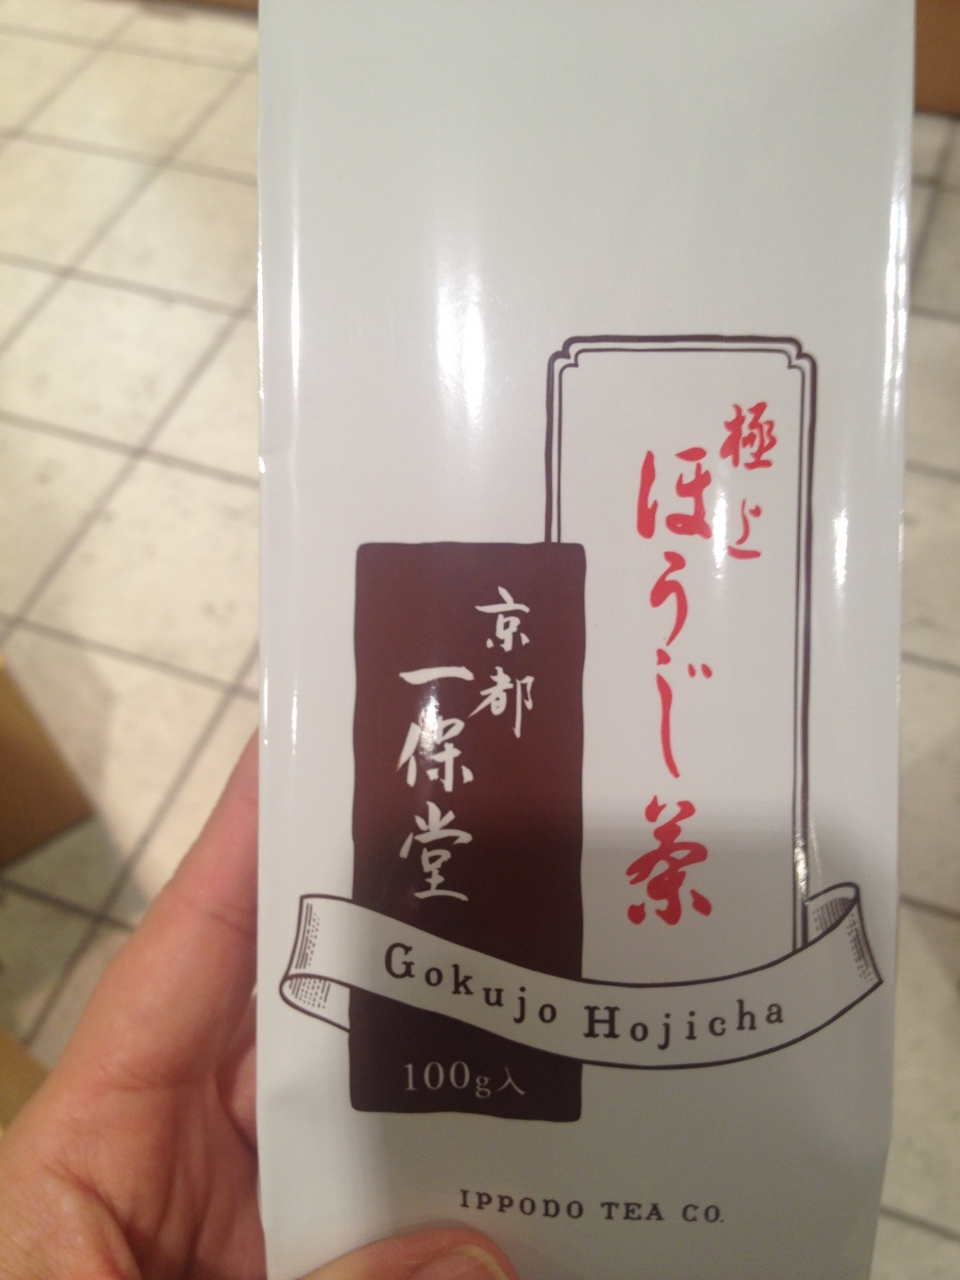 極上
ほうじ茶
京都
一保堂
Gokujo Hojicha
100g入
IPPODO TEA CO.